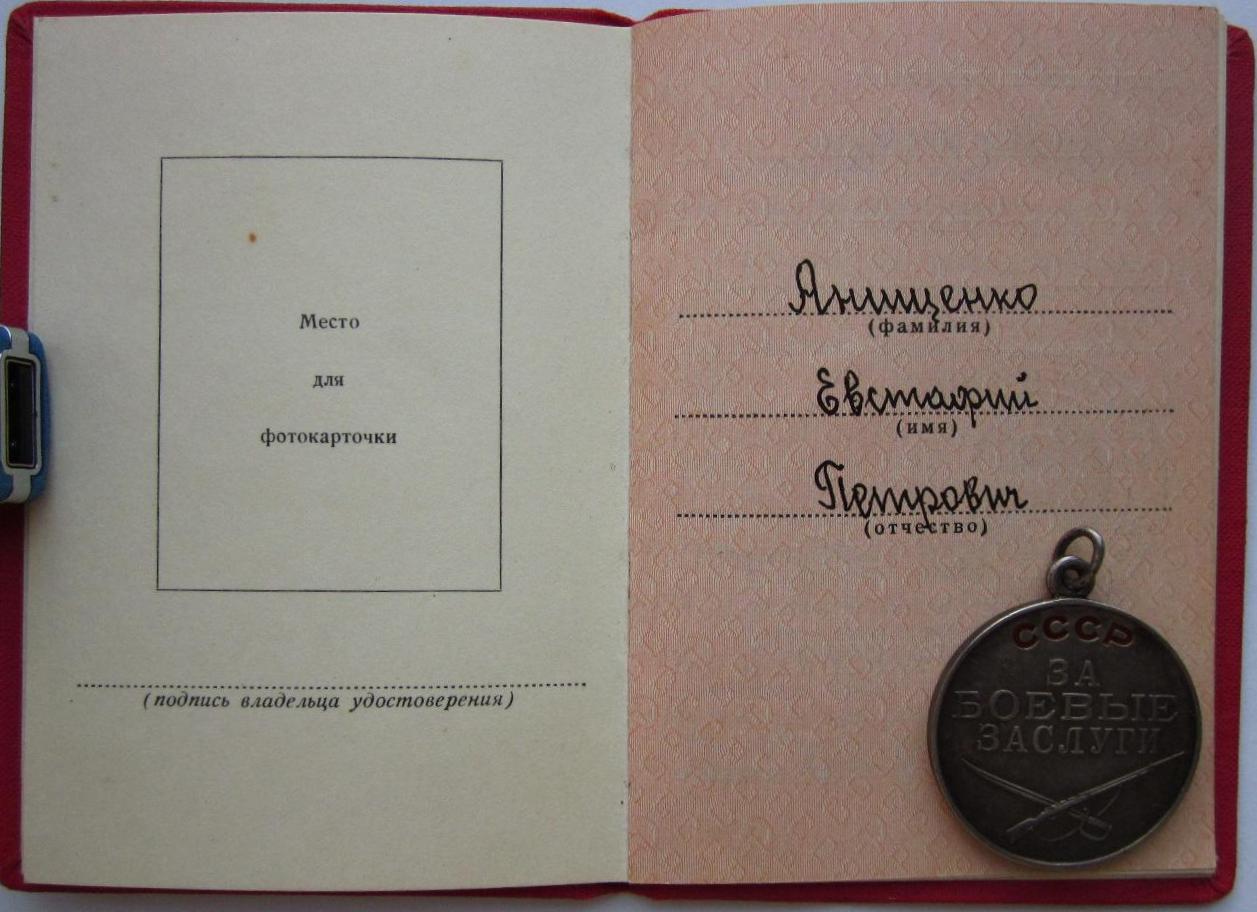 Место
для
фотокарточки
(подпись владельца удостоверения)
Анищенко
(фамилия)
Евстафий
(имя)
Петрович
(отчество)
СССР
ЗА
БОЕВЫЕ
ЗАСЛУГИ